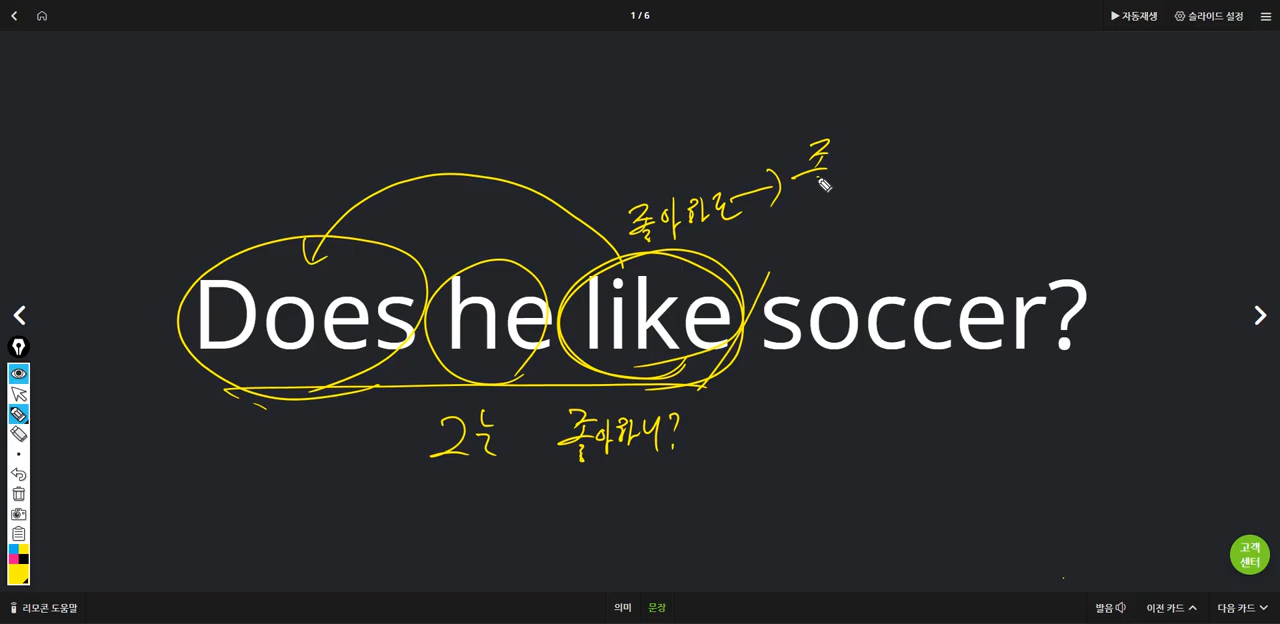 1 / 6
자동재생
슬라이드 설정
좋아하는
Does he like soccer?
그는 좋아하니?
고객
센터
리모콘 도움말
의미
문장
발음
이전 카드
다음 카드